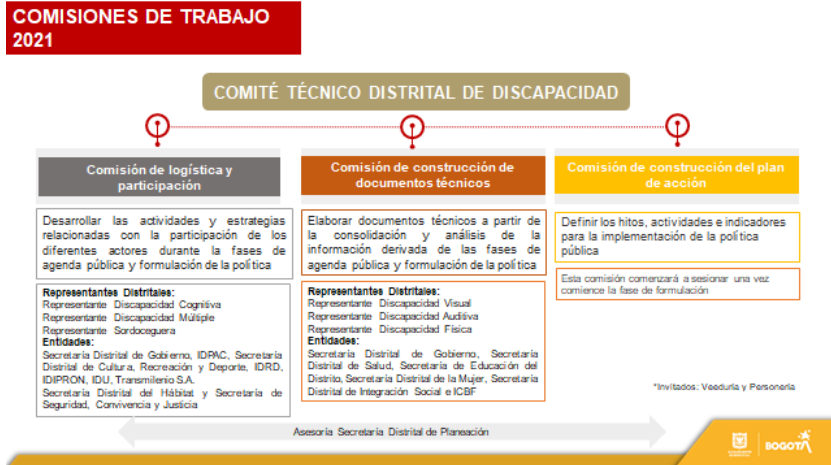 COMISIONES DE TRABAJO
2021
COMITÉ TÉCNICO DISTRITAL DE DISCAPACIDAD
Comisión de logística y
participación
Desarrollar las actividades y estrategias
relacionadas con la participación de los
diferentes actores durante la fases de
agenda pública y formulación de la política
Representantes Distritales:
Representante Discapacidad Cognitiva
Representante Discapacidad Múltiple
Representante Sordoceguera
Entidades:
Secretaría Distrital de Gobierno, IDPAC, Secretaría
Distrital de Cultura, Recreación y Deporte, IDRD,
IDIPRON, IDU, Transmilenio S.A.
Secretaría Distrital del Hábitat y Secretaría de
Seguridad, Convivencia y Justicia
Comisión de construcción de
documentos técnicos
Elaborar documentos técnicos a partir de
la consolidación y análisis de la
información derivada de las fases de
agenda pública y formulación de la política
Representantes Distritales:
Representante Discapacidad Visual
Representante Discapacidad Auditiva
Representante Discapacidad Física
Entidades:
Secretaría Distrital de Gobierno, Secretaría
Distrital de Salud, Secretaría de Educación del
Distrito, Secretaría Distrital de la Mujer, Secretaría
Distrital de Integración Social e ICBF
Comisión de construcción del plan
de acción
Definir los hitos, actividades e indicadores
para la implementación de la política
pública
Esta comisión comenzará a sesionar una vez
comience la fase de formulación
*Invitados: Veeduría y Personería
Asesoría Secretaría Distrital de Planeación
BOGOTÁ